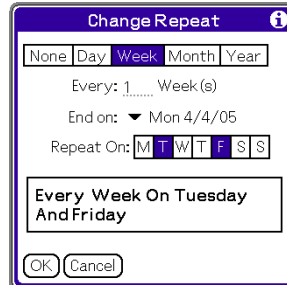 Change Repeat i
None Day Week Month Year
Every: 1 Week(s)
End on: Mon 4/4/05
Repeat On: M T W T F S S
Every Week On Tuesday
And Friday
OK Cancel